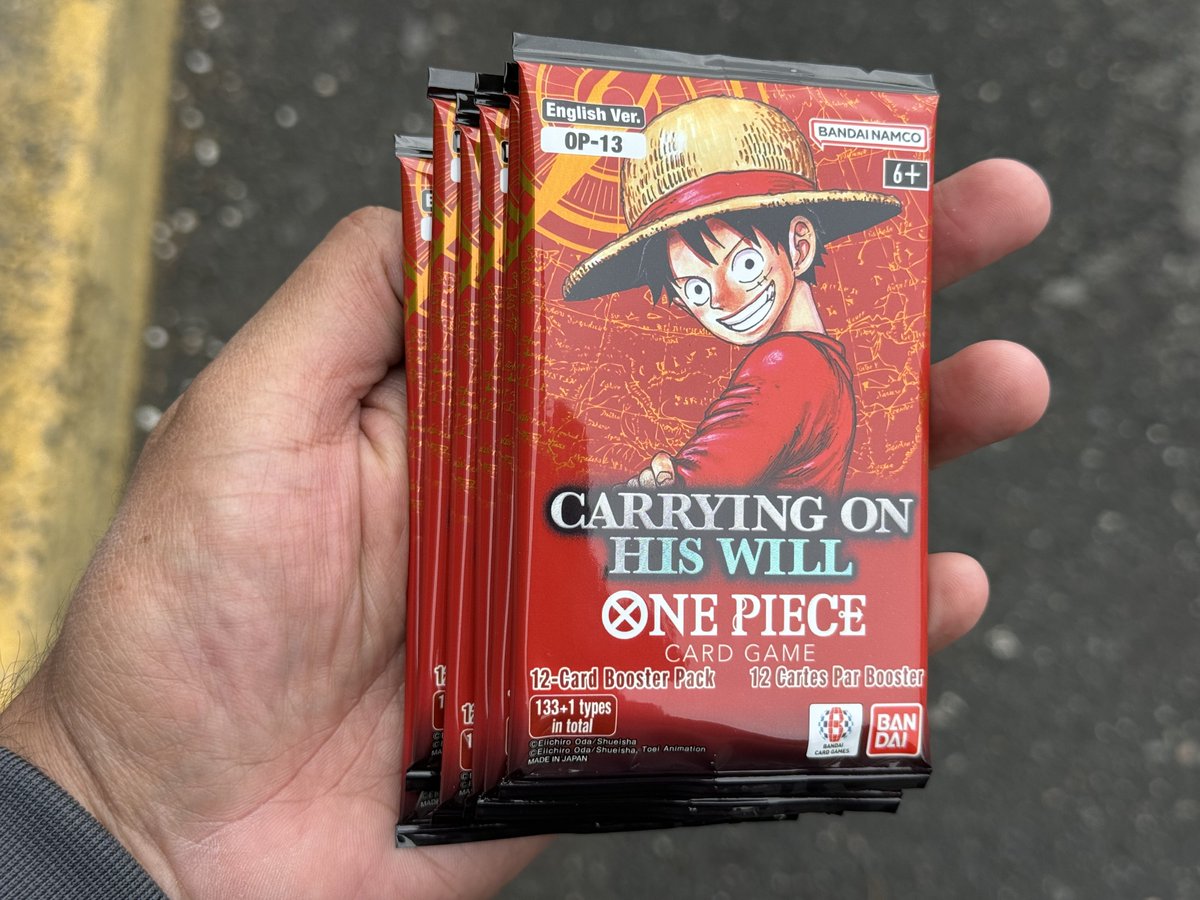 English Ver.
OP-13
BANDAI NAMCO
6+
CARRYING ON
HIS WILL
ONE PIECE
CARD GAME
12-Card Booster Pack
12 Cartes Par Booster
133+1 types
in total
©Eiichiro Oda/Shueisha
©Eiichiro Oda/Shueisha, Toei Animation
MADE IN JAPAN
BANDAI
CARD GAMES
BAN
DAI